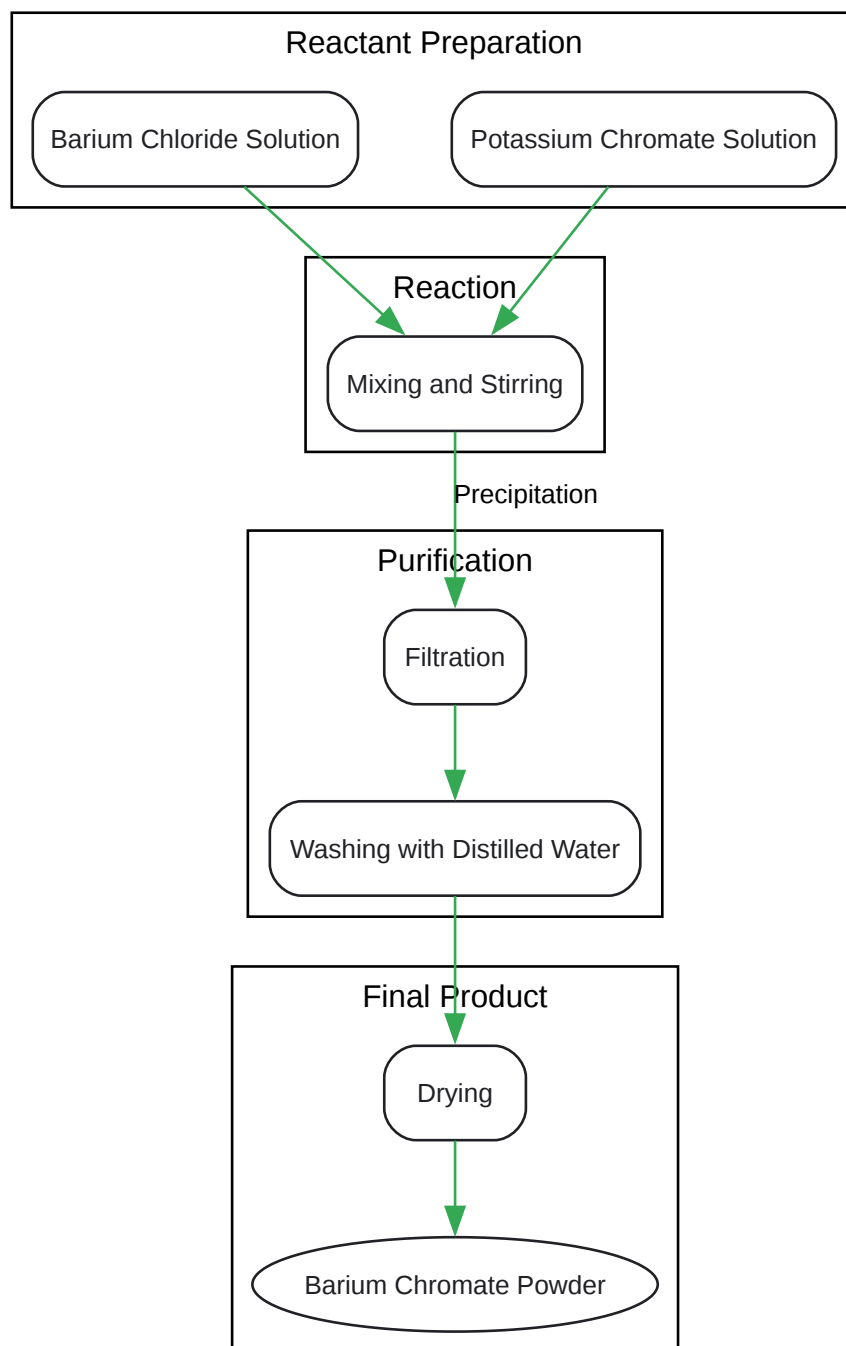 Reactant Preparation
Barium Chloride Solution
Potassium Chromate Solution
Reaction
Mixing and Stirring
Precipitation
Purification
Filtration
Washing with Distilled Water
Final Product
Drying
Barium Chromate Powder